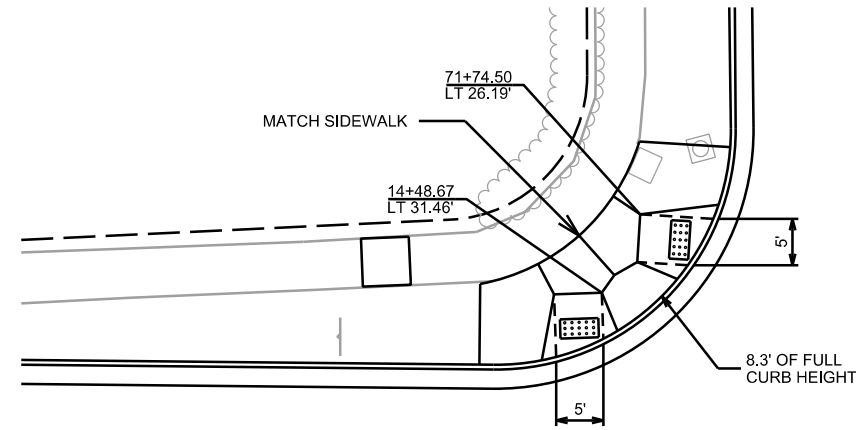 71+74.50
LT 26.19'
MATCH SIDEWALK
14+48.67
LT 31.46'
5'
8.3' OF FULL
CURB HEIGHT
5'